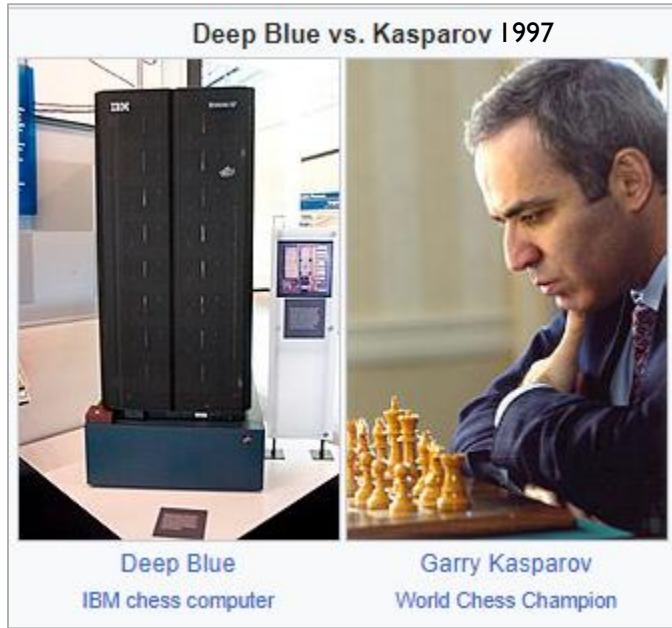 Deep Blue vs. Kasparov 1997
IBM
Deep Blue
Garry Kasparov
IBM chess computer
World Chess Champion